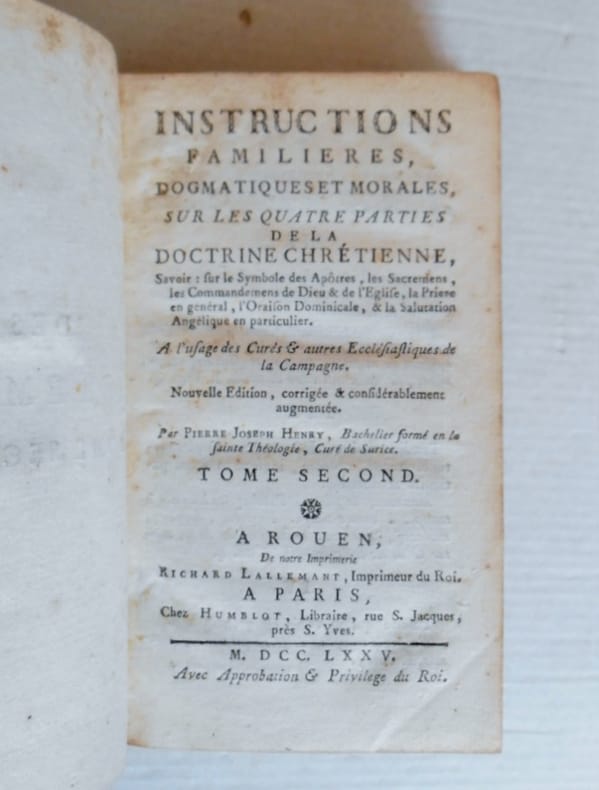 INSTRUCTIONS
FAMILIERES,
DOGMATIQUES ET MORALES,
SUR LES QUATRE PARTIES
DE LA
DOCTRINE CHRÉTIENNE,
Savoir : sur le Symbole des Apôtres, les Sacremens,
les Commandemens de Dieu & de l'Eglise, la Priere
en général, l'Oraison Dominicale, & la Salutation
Angélique en particulier.
A l'usage des Curés & autres Ecclésiastiques de
la Campagne.
Nouvelle Edition, corrigée & considérablement
augmentée.
Par PIERRE JOSEPH HENRY, Bachelier formé en la
sainte Théologie, Curé de Surice.
TOME SECOND.
A ROUEN,
De notre Imprimerie
RICHARD LALLEMANT, Imprimeur du Roi.
A PARIS,
Chez HUMBLOT, Libraire, rue S. Jacques,
près S. Yves.
M. DCC. LXXV.
Avec Approbation & Privilege du Roi.